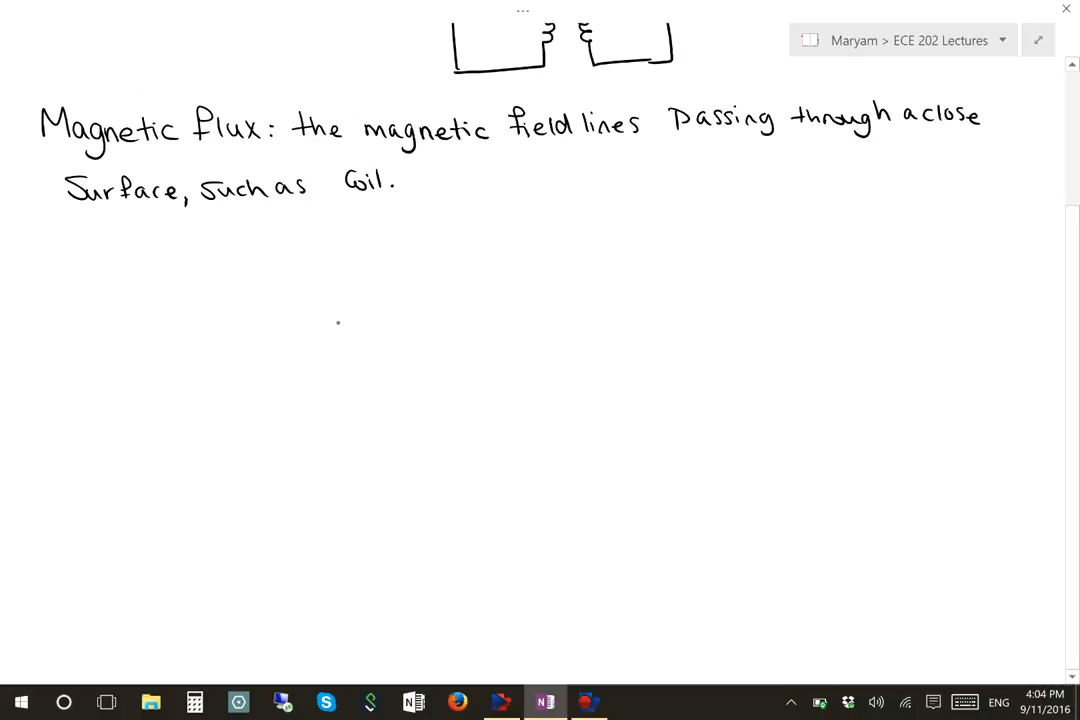 ...
Maryam > ECE 202 Lectures
Magnetic flux: the magnetic field lines passing through a close
Surface, such as Coil.
ENG
4:04 PM
9/11/2016